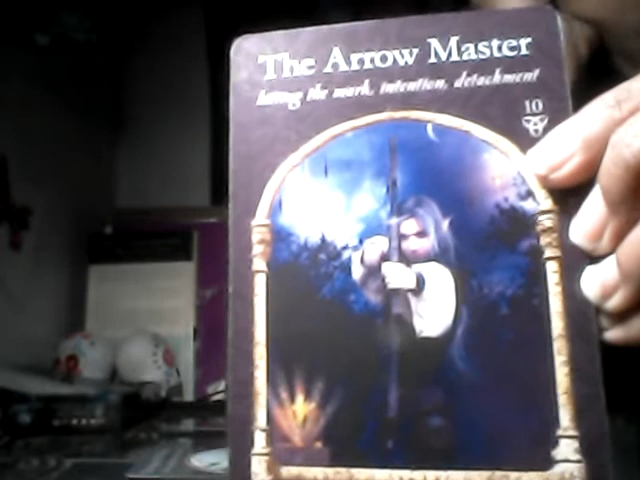 The Arrow Master
hitting the mark, intention, detachment
10